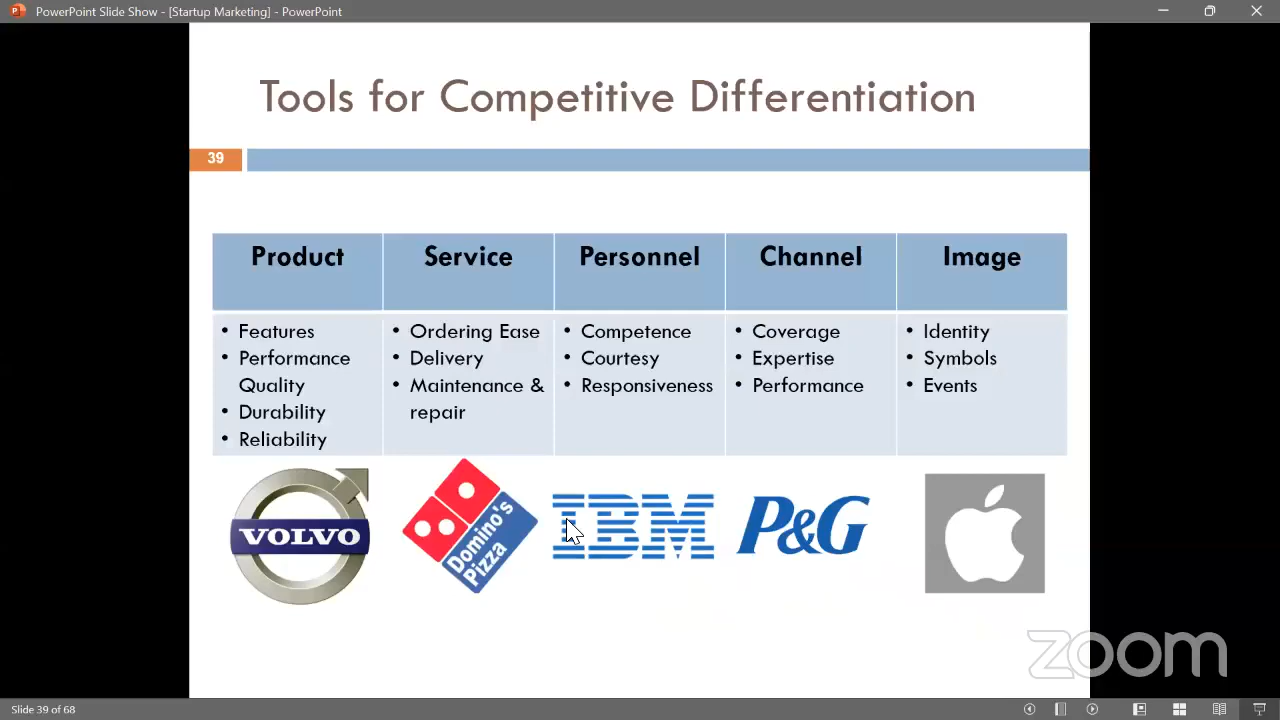 PowerPoint Slide Show - [Startup Marketing] - PowerPoint
Tools for Competitive Differentiation
39
Product Service Personnel Channel Image
• Features
• Performance
Quality
• Durability
• Reliability
• Ordering Ease
• Delivery
• Maintenance &
repair
• Competence
• Courtesy
• Responsiveness
• Coverage
• Expertise
• Performance
• Identity
• Symbols
• Events
VOLVO
Domino's
Pizza
IBM
P&G
zoom
Slide 39 of 68